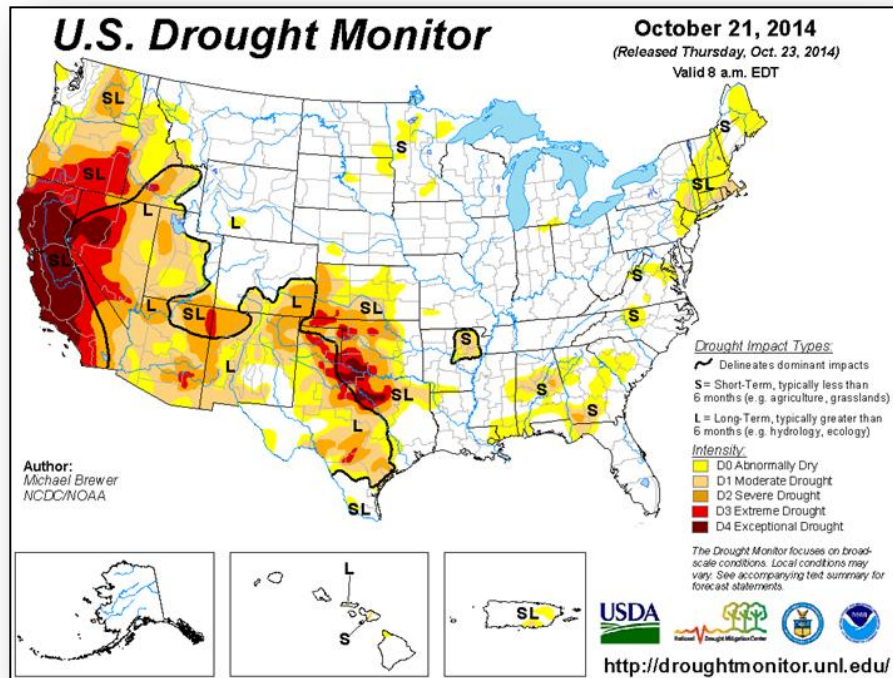 U.S. Drought Monitor
October 21, 2014
(Released Thursday, Oct. 23, 2014)
Valid 8 a.m. EDT
SL
S
S
SL
SL
L
L
S
SL
L
SL
L
SL
S
S
L
SL
S
S
L
SL
Drought Impact Types:
Delineates dominant impacts
S = Short-Term, typically less than
6 months (e.g. agriculture, grasslands)
L = Long-Term, typically greater than
6 months (e.g. hydrology, ecology)
Intensity:
D0 Abnormally Dry
D1 Moderate Drought
D2 Severe Drought
D3 Extreme Drought
D4 Exceptional Drought
Author:
Michael Brewer
NCDC/NOAA
The Drought Monitor focuses on broad-
scale conditions. Local conditions may
vary. See accompanying text summary for
forecast statements.
L
S
SL
USDA
National Drought Mitigation Center
http://droughtmonitor.unl.edu/